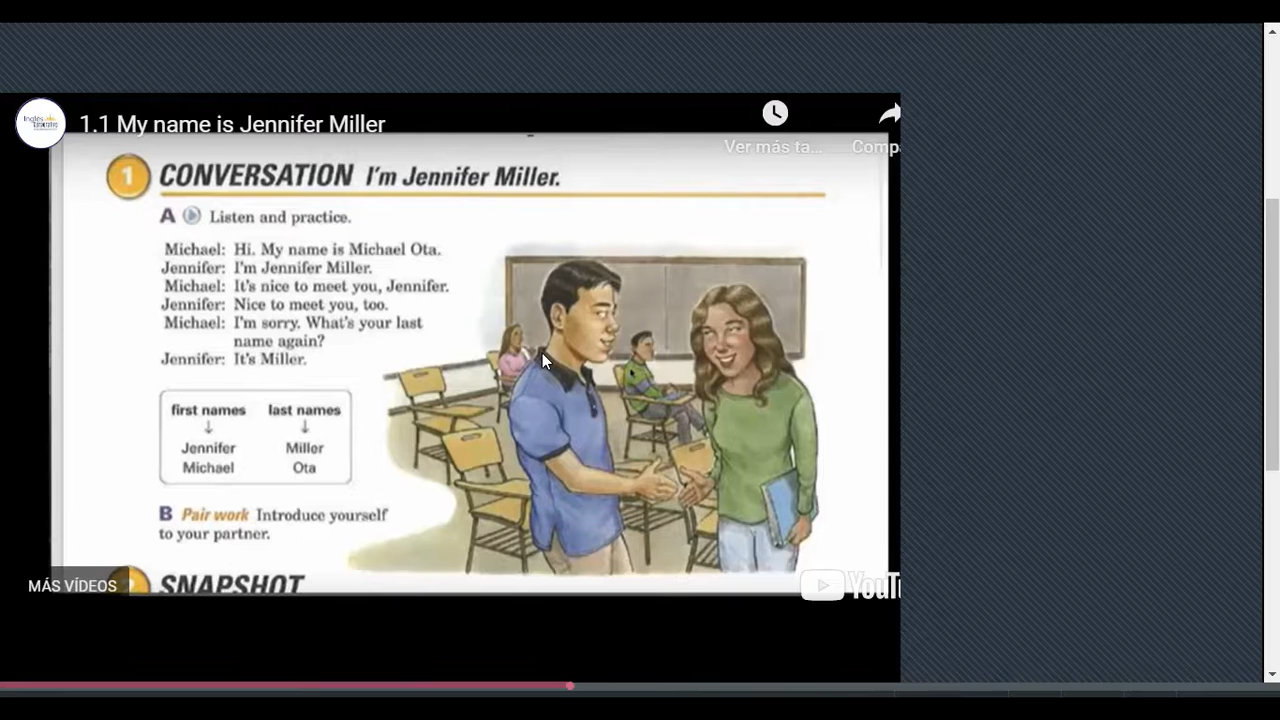 1.1 My name is Jennifer Miller
Ver más ta...
1 CONVERSATION I'm Jennifer Miller.
A Listen and practice.
Michael: Hi. My name is Michael Ota.
Jennifer: I'm Jennifer Miller.
Michael: It's nice to meet you, Jennifer.
Jennifer: Nice to meet you, too.
Michael: I'm sorry. What's your last
name again?
Jennifer: It's Miller.
first names last names
Jennifer Miller
Michael Ota
B Pair work Introduce yourself
to your partner.
MÁS VÍDEOS
SNAPSHOT